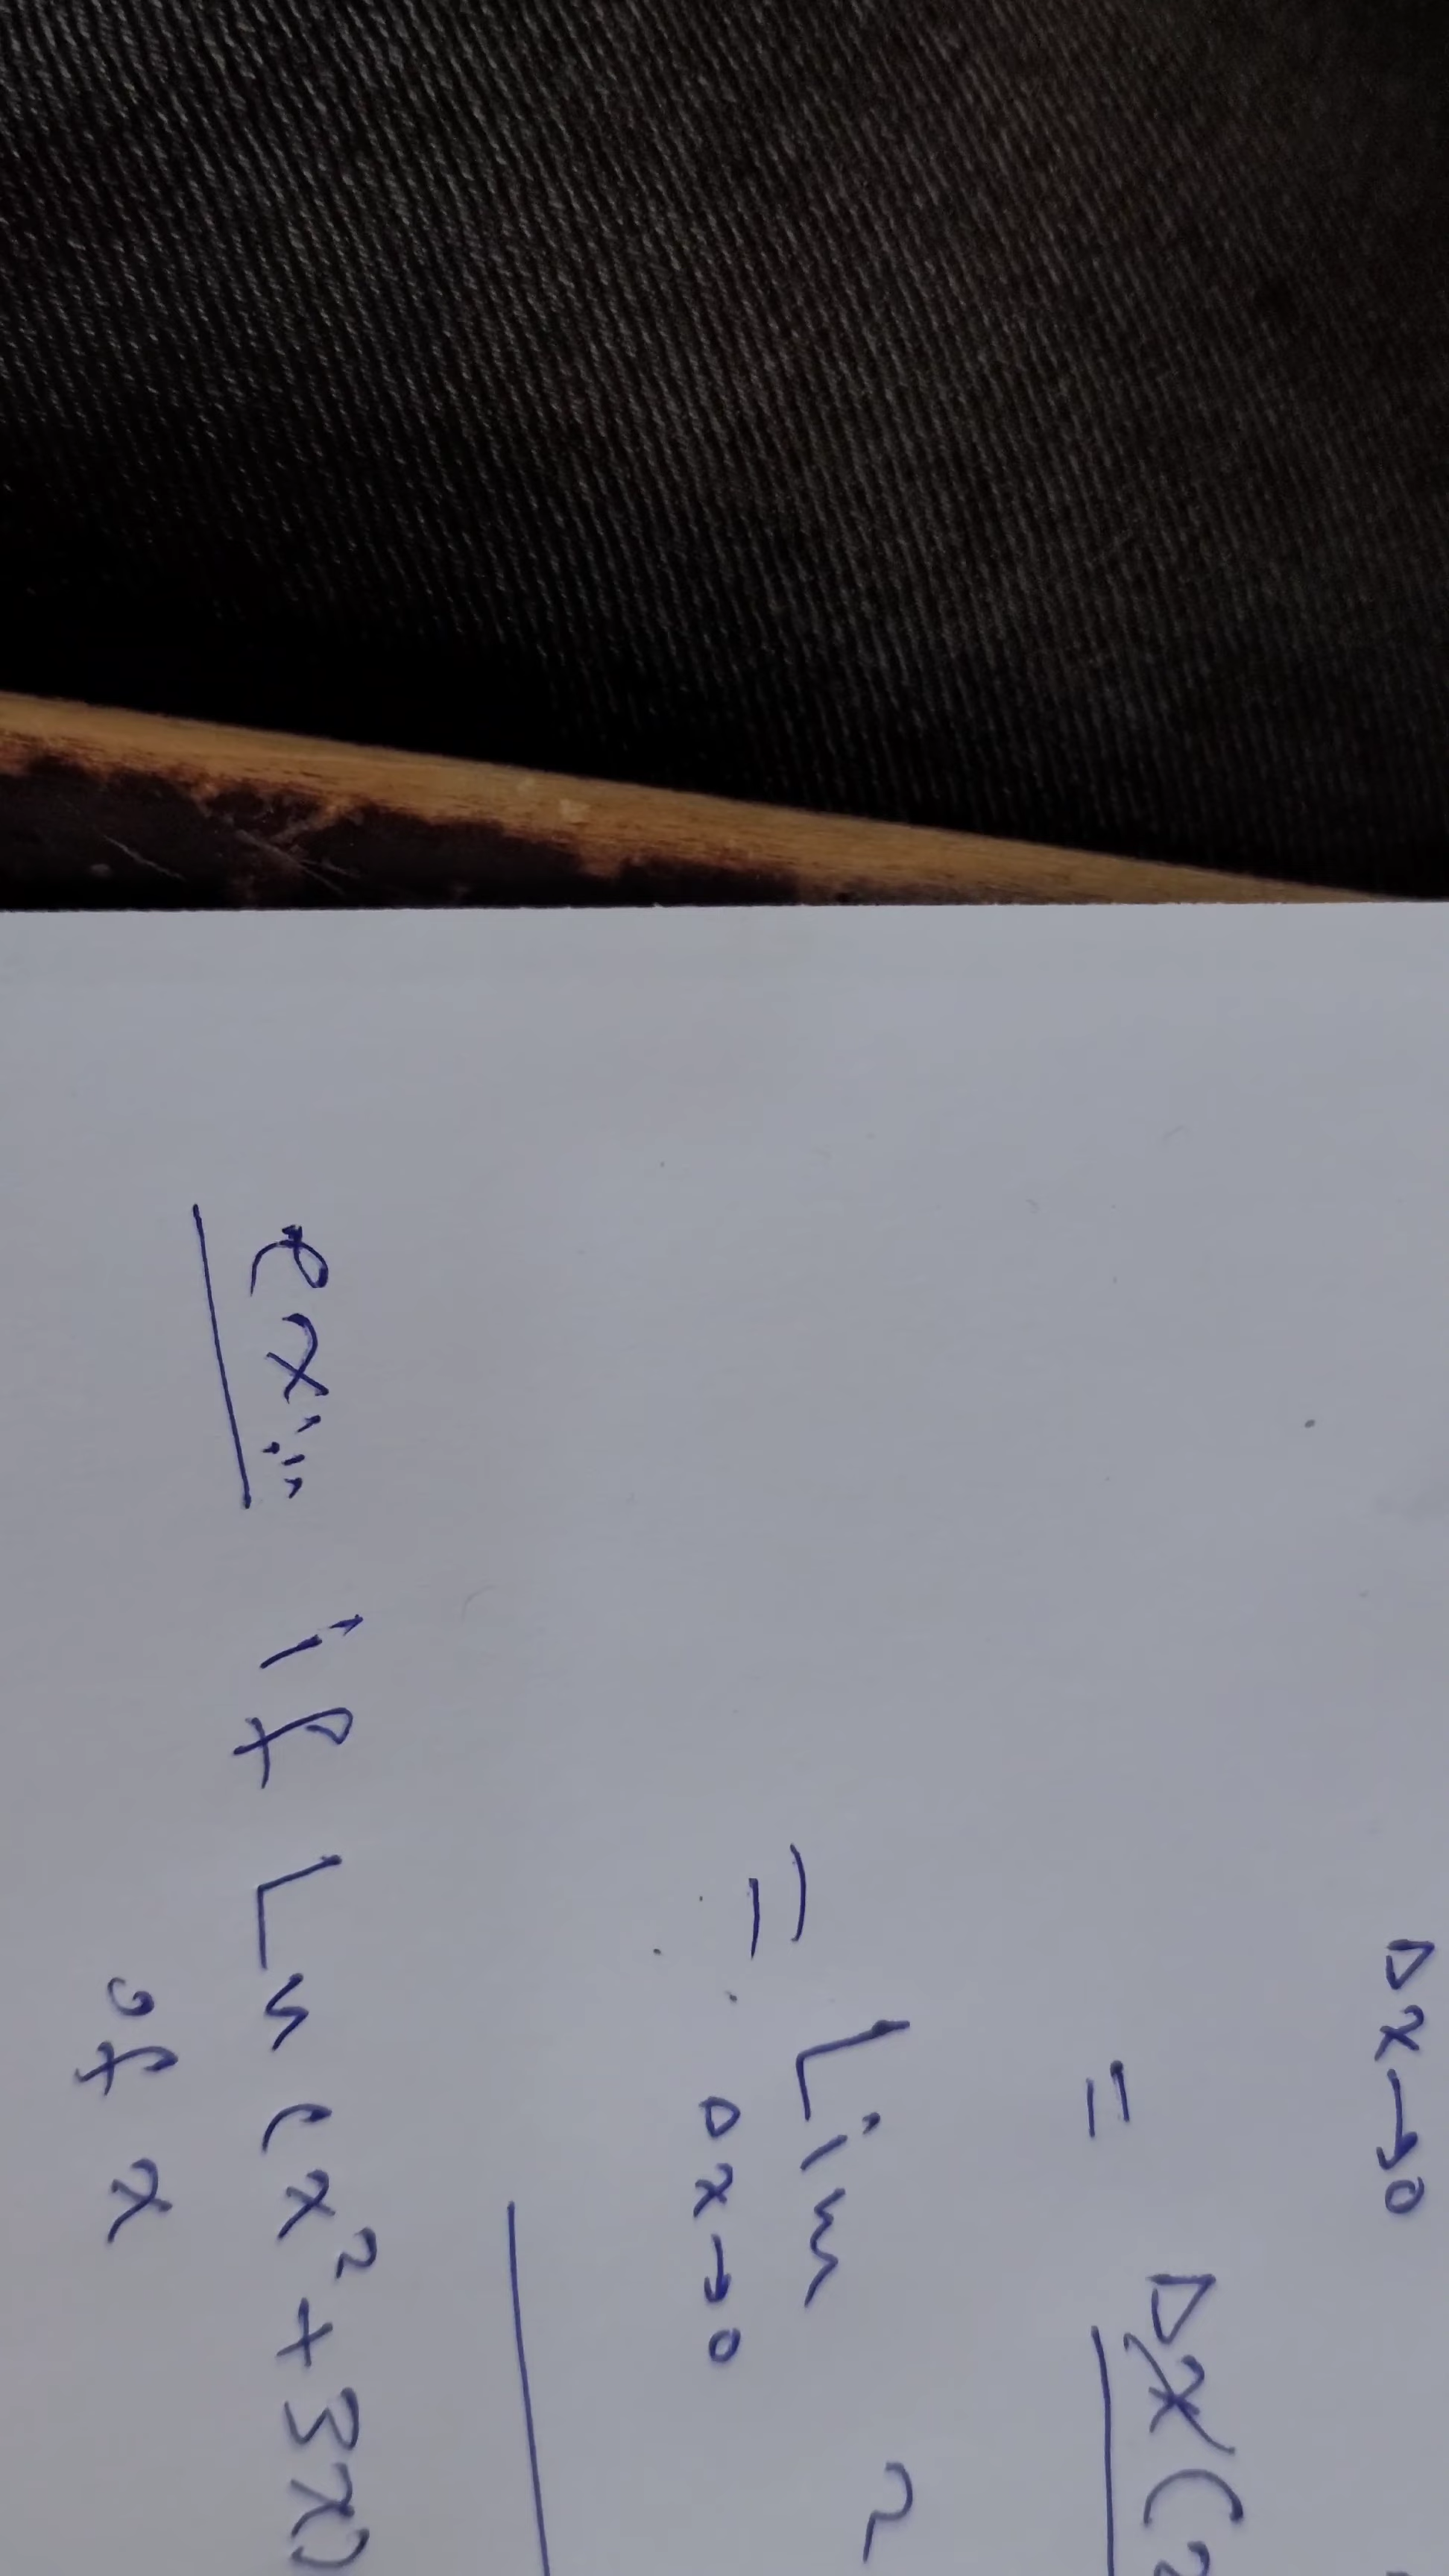 Δx→0
= Δx(2
= Lim
Δx→0 2
ex:: if Ln(x²+3x)
of x